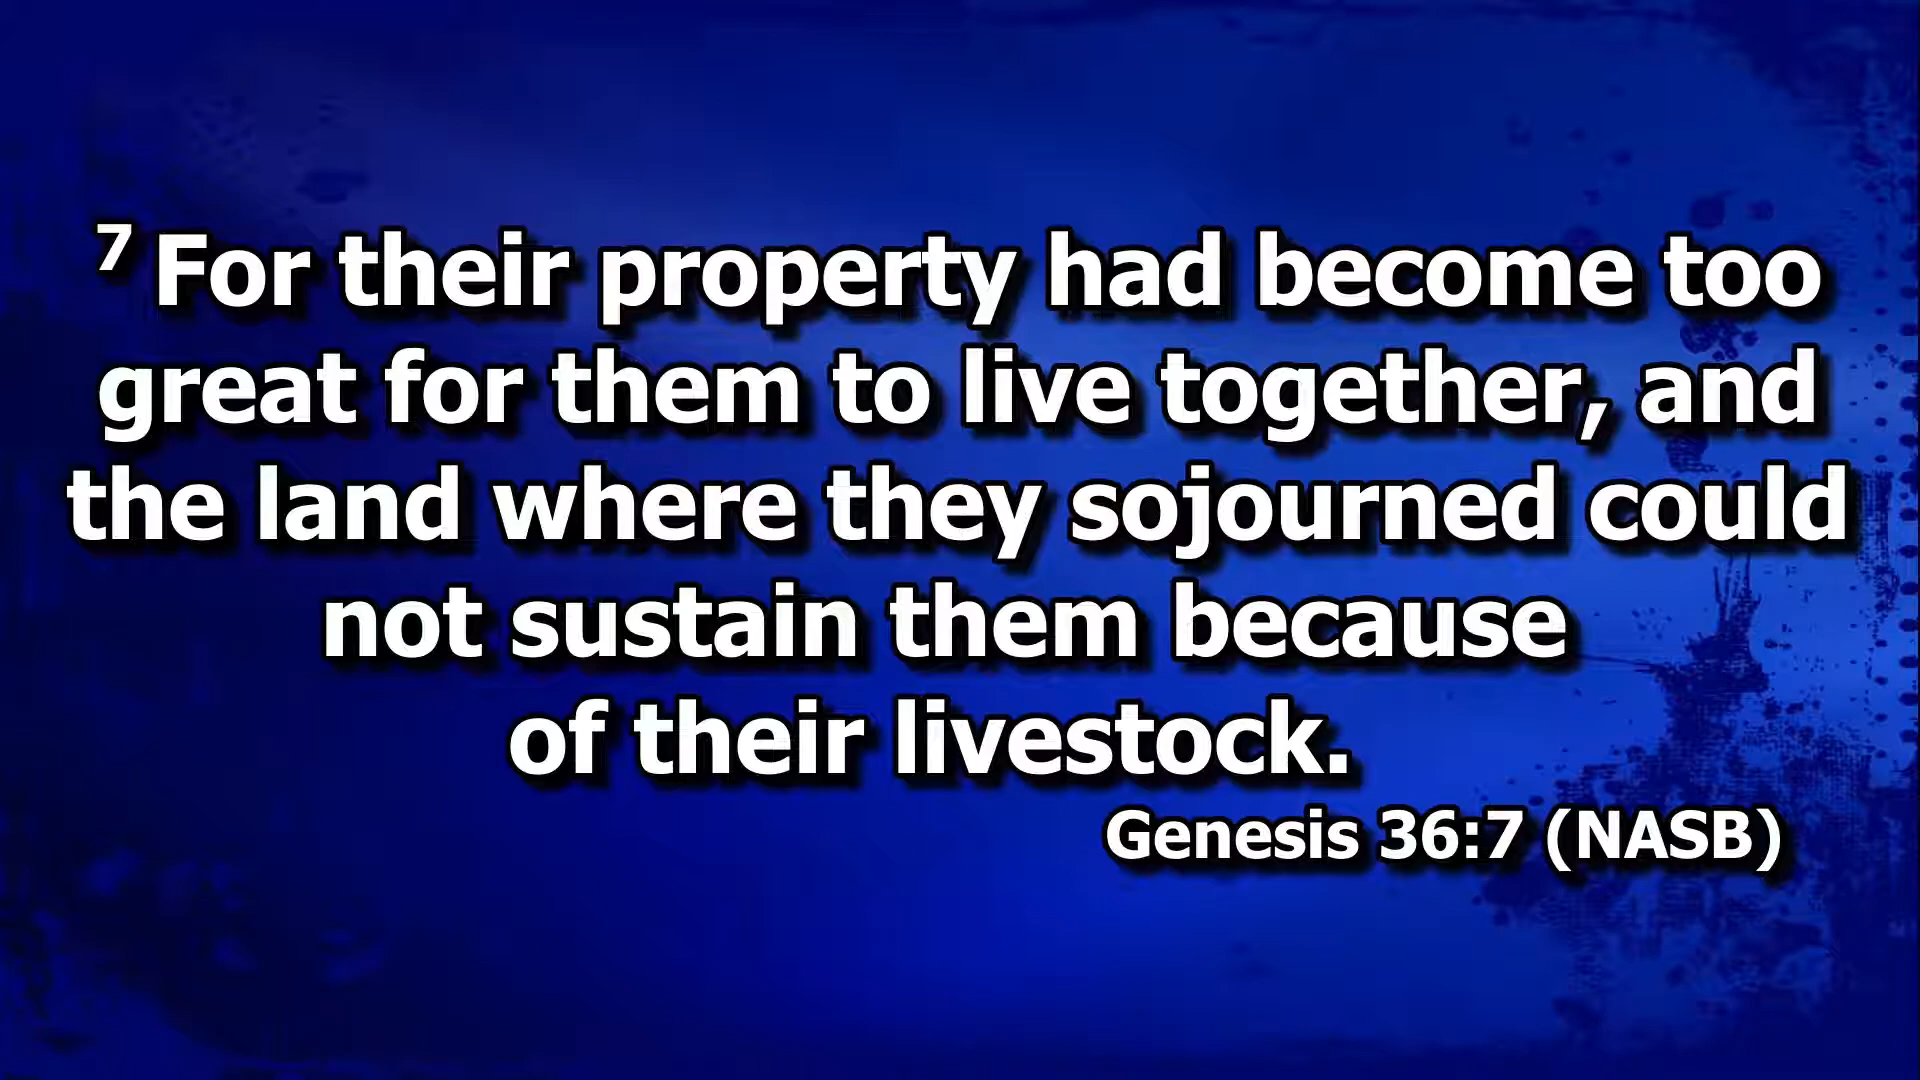 7 For their property had become too
great for them to live together, and
the land where they sojourned could
not sustain them because
of their livestock.
Genesis 36:7 (NASB)